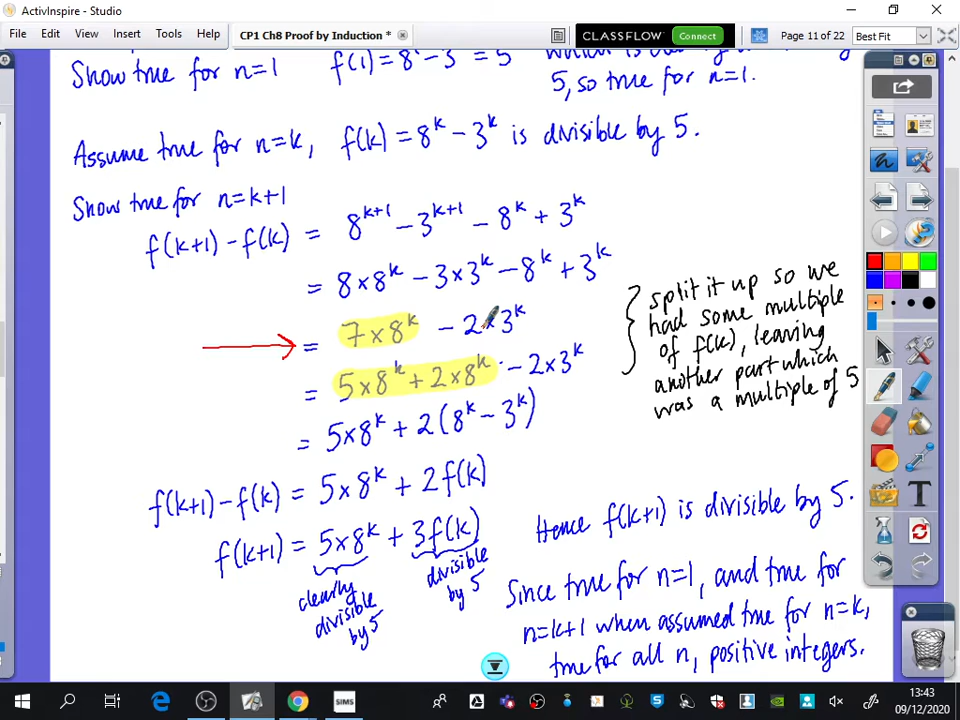 ActivInspire - Studio
File Edit View Insert Tools Help
CP1 Ch8 Proof by Induction *
CLASSFLOW Connect
Page 11 of 22
Best Fit
Show true for n=1 f(1) = 8 - 3 = 5
5, so true for n=1.
Assume true for n=k, f(k) = 8^k - 3^k is divisible by 5.
Show true for n=k+1
f(k+1) - f(k) = 8^{k+1} - 3^{k+1} - 8^k + 3^k
= 8×8^k - 3×3^k - 8^k + 3^k
= 7×8^k - 2×3^k
= 5×8^k + 2×8^k - 2×3^k
= 5×8^k + 2(8^k - 3^k)
split it up so we
had some multiple
of f(k), leaving
another part which
was a multiple of 5
f(k+1) - f(k) = 5×8^k + 2f(k)
f(k+1) = 5×8^k + 3f(k)
clearly
divisible
by 5
divisible
by 5
Hence f(k+1) is divisible by 5.
Since true for n=1, and true for
n=k+1 when assumed true for n=k,
true for all n, positive integers.
SIMS
13:43
09/12/2020